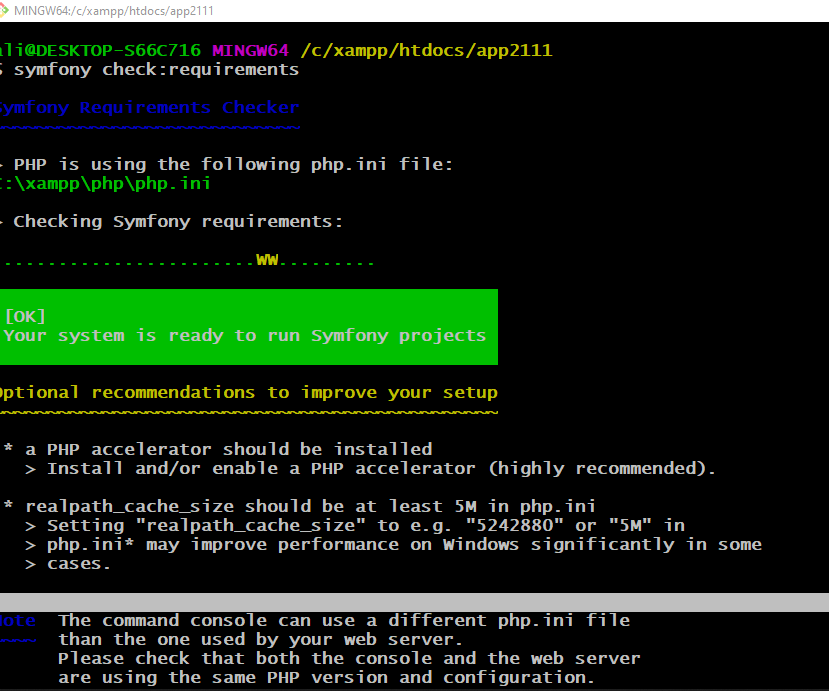 MINGW64:/c/xampp/htdocs/app2111
ali@DESKTOP-S66C716 MINGW64 /c/xampp/htdocs/app2111
$ symfony check:requirements
Symfony Requirements Checker
~~~~~~~~~~~~~~~~~~~~~~~~~~~~
> PHP is using the following php.ini file:
C:\xampp\php\php.ini
> Checking Symfony requirements:
.......................WW.........
[OK]
Your system is ready to run Symfony projects
Optional recommendations to improve your setup
~~~~~~~~~~~~~~~~~~~~~~~~~~~~~~~~~~~~~~~~~~~~~~
* a PHP accelerator should be installed
> Install and/or enable a PHP accelerator (highly recommended).
* realpath_cache_size should be at least 5M in php.ini
> Setting "realpath_cache_size" to e.g. "5242880" or "5M" in
> php.ini* may improve performance on Windows significantly in some
> cases.
Note The command console can use a different php.ini file
~~~~ than the one used by your web server.
Please check that both the console and the web server
are using the same PHP version and configuration.